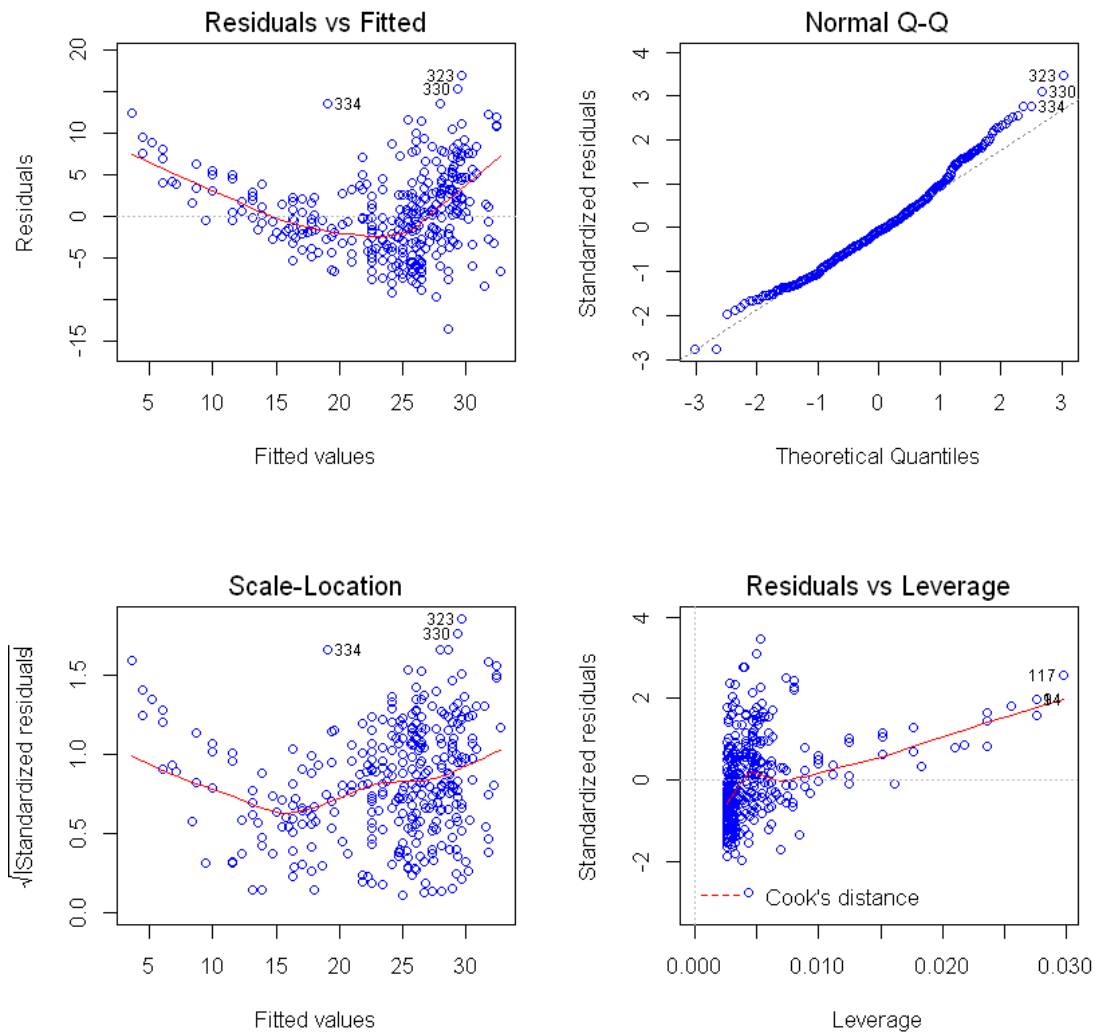 Residuals vs Fitted
20
10
5
0
-5
-15
Residuals
323
330
334
5 10 15 20 25 30
Fitted values
Normal Q-Q
4
3
2
1
0
-1
-2
-3
Standardized residuals
323
330
334
-3 -2 -1 0 1 2 3
Theoretical Quantiles
Scale-Location
1.5
1.0
0.5
0.0
√|Standardized residuals|
323
330
334
5 10 15 20 25 30
Fitted values
Residuals vs Leverage
4
2
0
-2
Standardized residuals
117
94
Cook's distance
0.000 0.010 0.020 0.030
Leverage